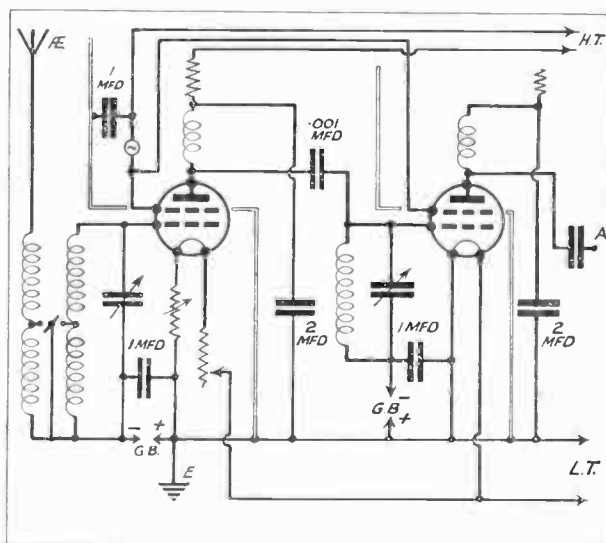 Æ
1
MFD
H.T.
.001
MFD
A
1 MFD
2
MFD
1 MFD
2
MFD
- +
G.B.
G.B. -
+
E
L.T.